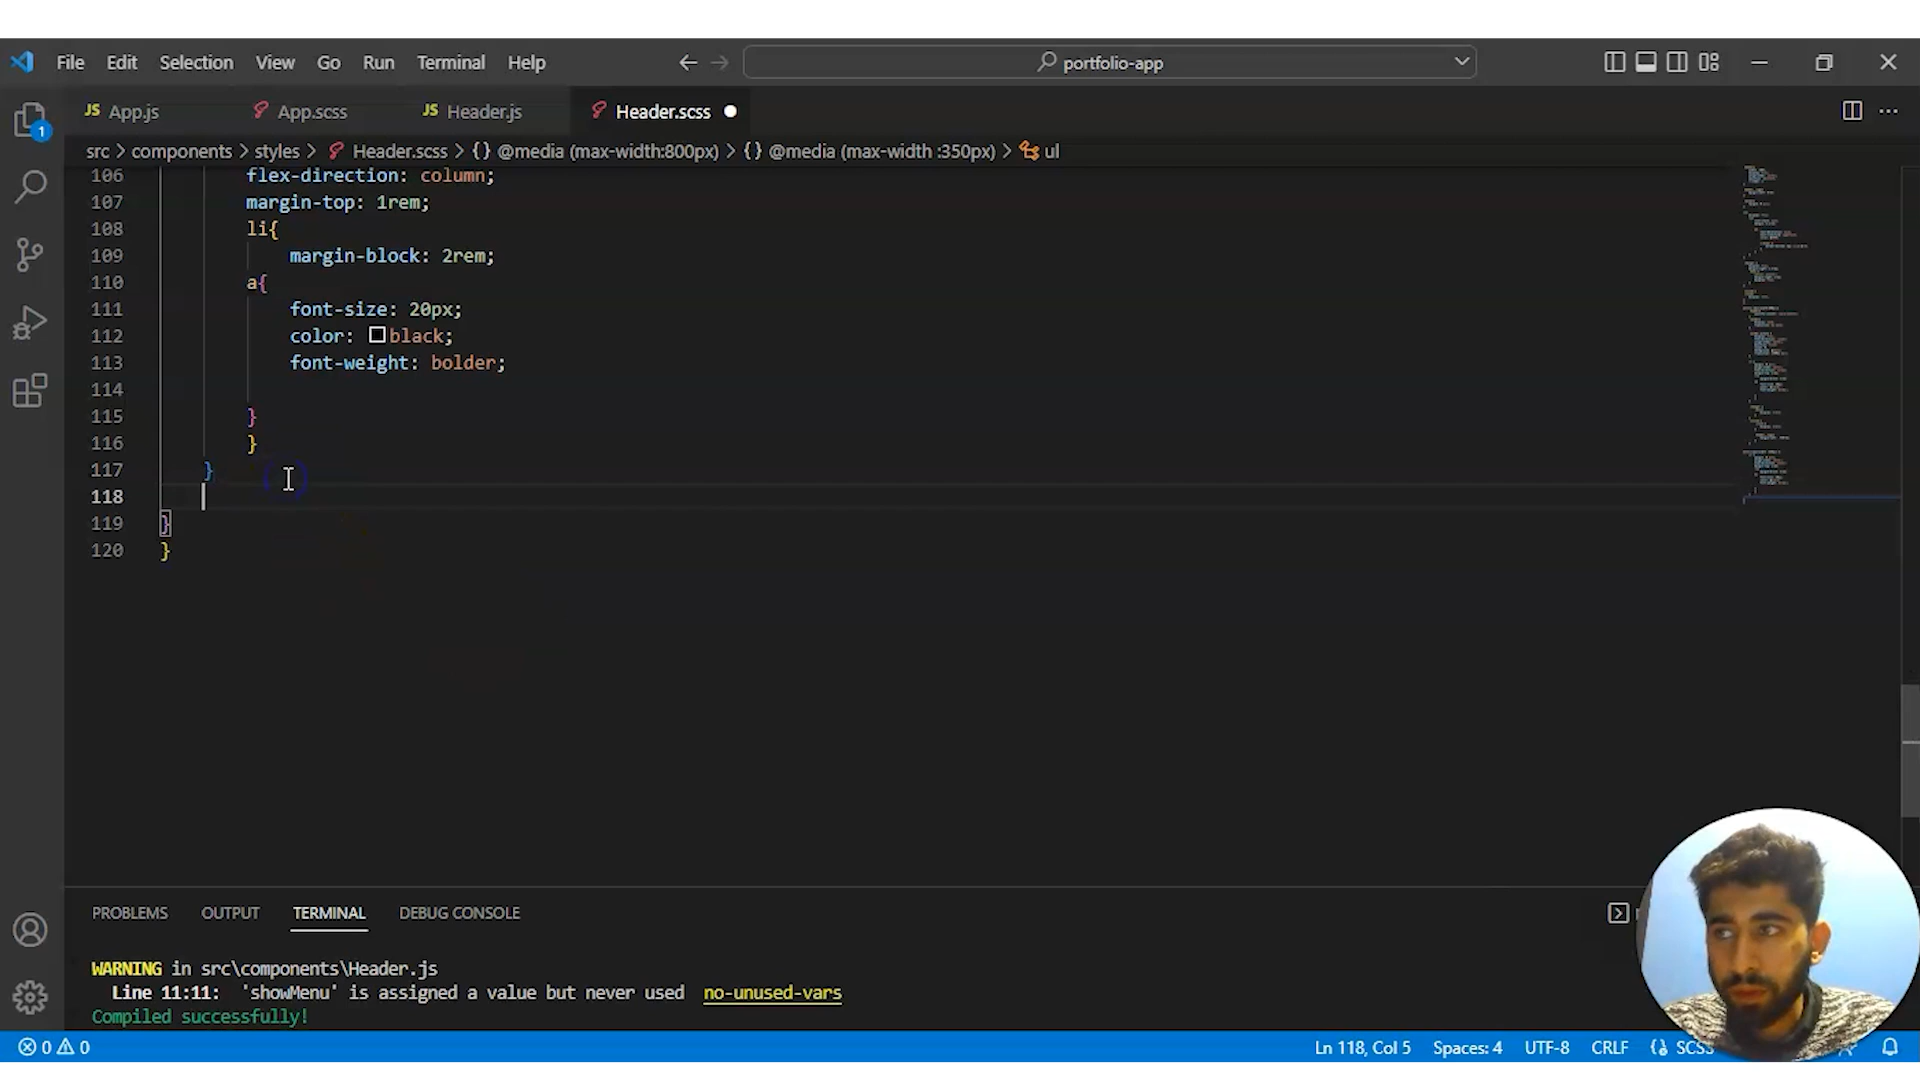 File Edit Selection View Go Run Terminal Help
portfolio-app
JS App.js App.scss JS Header.js Header.scss
src > components > styles > Header.scss > {} @media (max-width:800px) > {} @media (max-width :350px) > ul
106 flex-direction: column;
107 margin-top: 1rem;
108 li{
109 margin-block: 2rem;
110 a{
111 font-size: 20px;
112 color: black;
113 font-weight: bolder;
114
115 }
116 }
117 }
118
119 }
120 }
1
PROBLEMS OUTPUT TERMINAL DEBUG CONSOLE
WARNING in src\components\Header.js
Line 11:11: 'showMenu' is assigned a value but never used no-unused-vars
Compiled successfully!
0 0 Ln 118, Col 5 Spaces: 4 UTF-8 CRLF SCSS